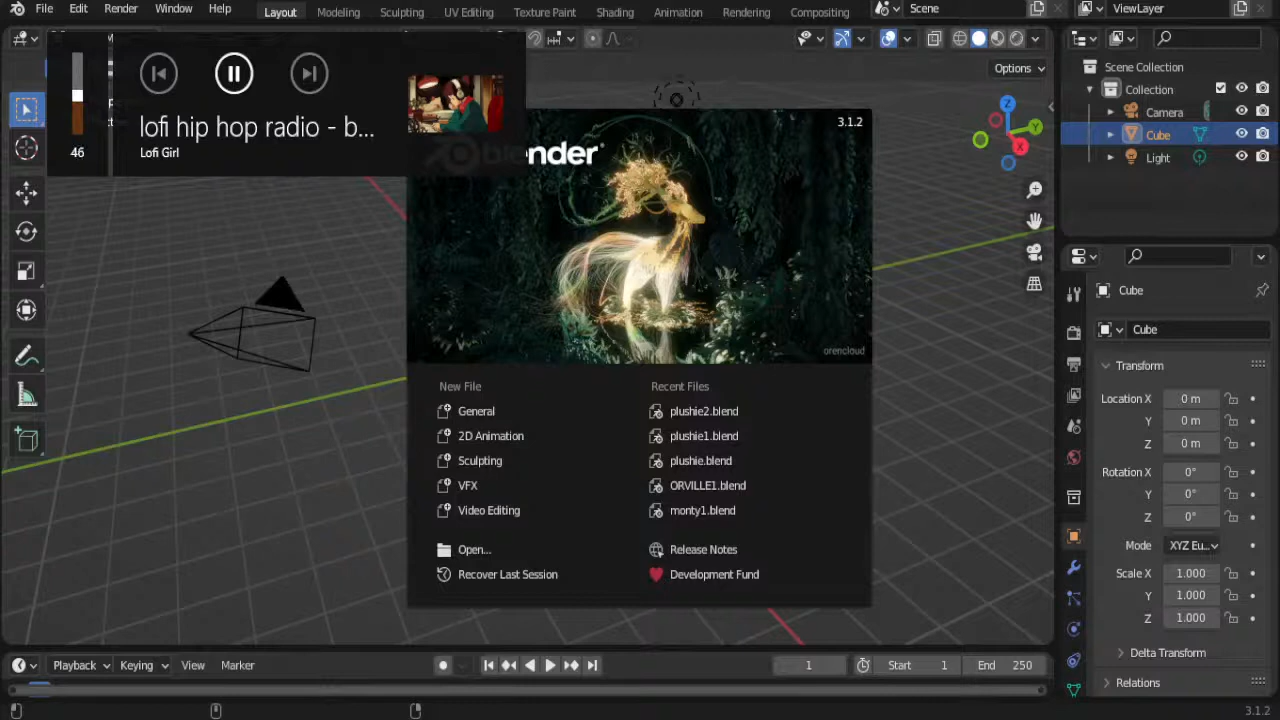 File Edit Render Window Help Layout Modeling Sculpting UV Editing Texture Paint Shading Animation Rendering Compositing Scene ViewLayer
Options
46
lofi hip hop radio - b...
Lofi Girl
blender
3.1.2
orencloud
New File
General
2D Animation
Sculpting
VFX
Video Editing
Open...
Recover Last Session
Recent Files
plushie2.blend
plushie1.blend
plushie.blend
ORVILLE1.blend
monty1.blend
Release Notes
Development Fund
Z
Y
X
Scene Collection
Collection
Camera
Cube
Light
Cube
Cube
Transform
Location X 0 m
Y 0 m
Z 0 m
Rotation X 0°
Y 0°
Z 0°
Mode XYZ Eu...
Scale X 1.000
Y 1.000
Z 1.000
Delta Transform
Relations
Playback Keying View Marker 1 Start 1 End 250
3.1.2